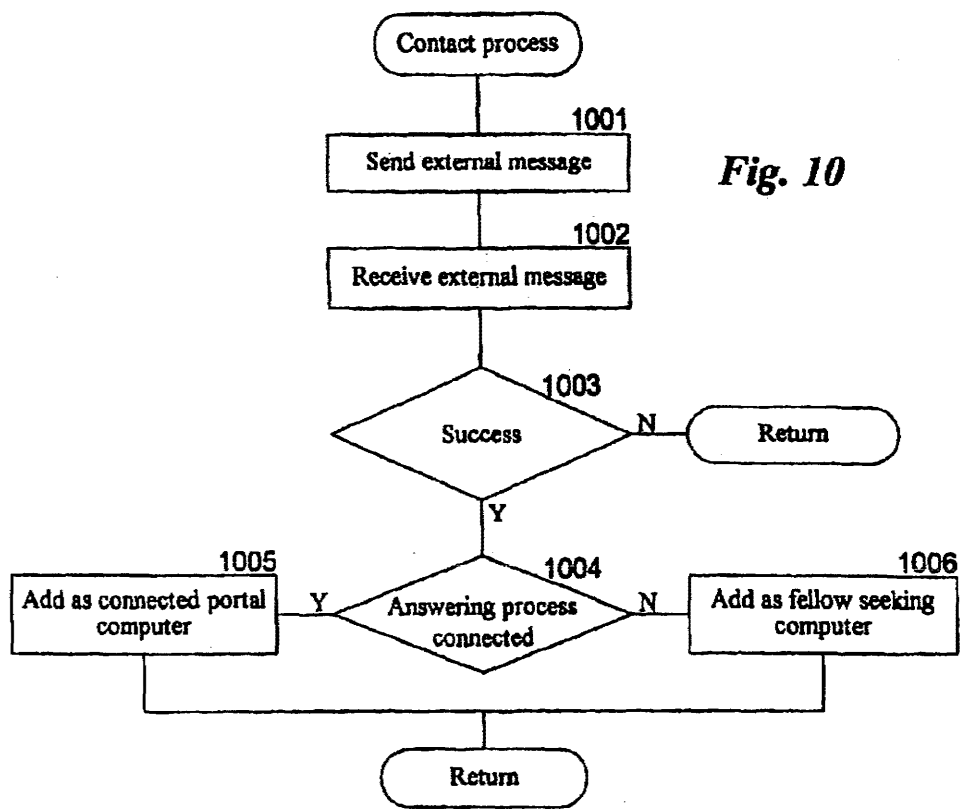 Contact process
1001
Send external message
Fig. 10
1002
Receive external message
1003
Success
N
Return
Y
1005
Add as connected portal
computer
Y
1004
Answering process
connected
N
1006
Add as fellow seeking
computer
Return